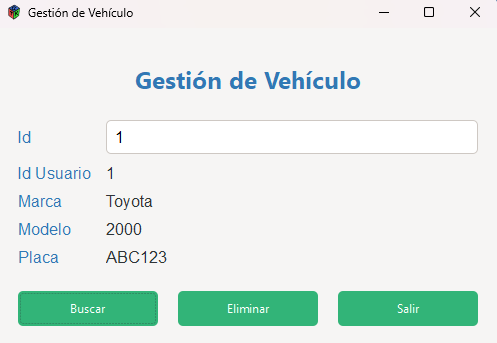 Gestión de Vehículo
Gestión de Vehículo
Id 1
Id Usuario 1
Marca Toyota
Modelo 2000
Placa ABC123
Buscar Eliminar Salir